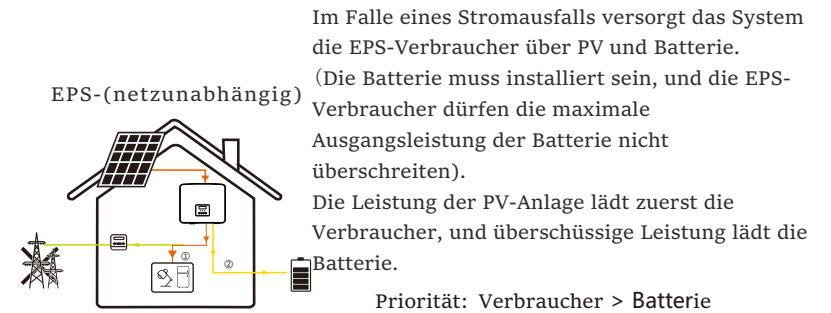 Im Falle eines Stromausfalls versorgt das System
die EPS-Verbraucher über PV und Batterie.
(Die Batterie muss installiert sein, und die EPS-
Verbraucher dürfen die maximale
Ausgangsleistung der Batterie nicht
überschreiten).
Die Leistung der PV-Anlage lädt zuerst die
Verbraucher, und überschüssige Leistung lädt die
Batterie.
Priorität: Verbraucher > Batterie
EPS-(netzunabhängig)
①
②